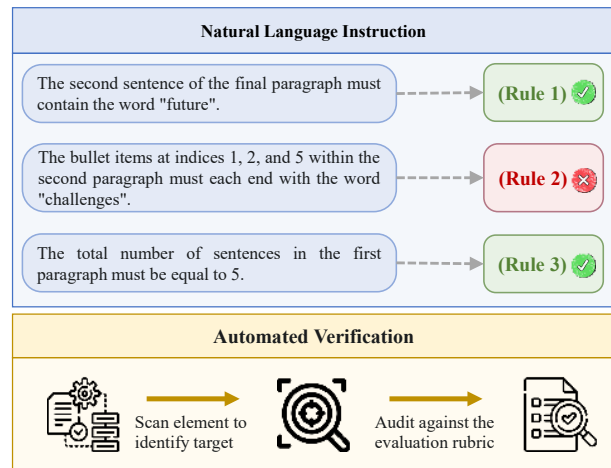 Natural Language Instruction
The second sentence of the final paragraph must
contain the word "future".
(Rule 1)
The bullet items at indices 1, 2, and 5 within the
second paragraph must each end with the word
"challenges".
(Rule 2)
The total number of sentences in the first
paragraph must be equal to 5.
(Rule 3)
Automated Verification
Scan element to
identify target
Audit against the
evaluation rubric